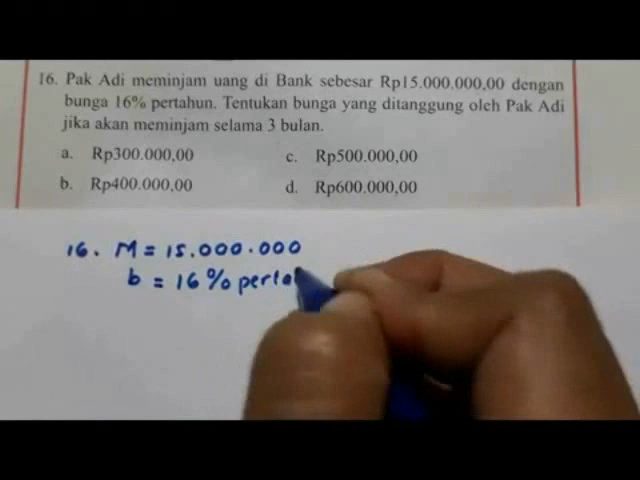 16. Pak Adi meminjam uang di Bank sebesar Rp15.000.000,00 dengan
bunga 16% pertahun. Tentukan bunga yang ditanggung oleh Pak Adi
jika akan meminjam selama 3 bulan.
a. Rp300.000,00
c. Rp500.000,00
b. Rp400.000,00
d. Rp600.000,00
16. M = 15.000.000
b = 16% perta